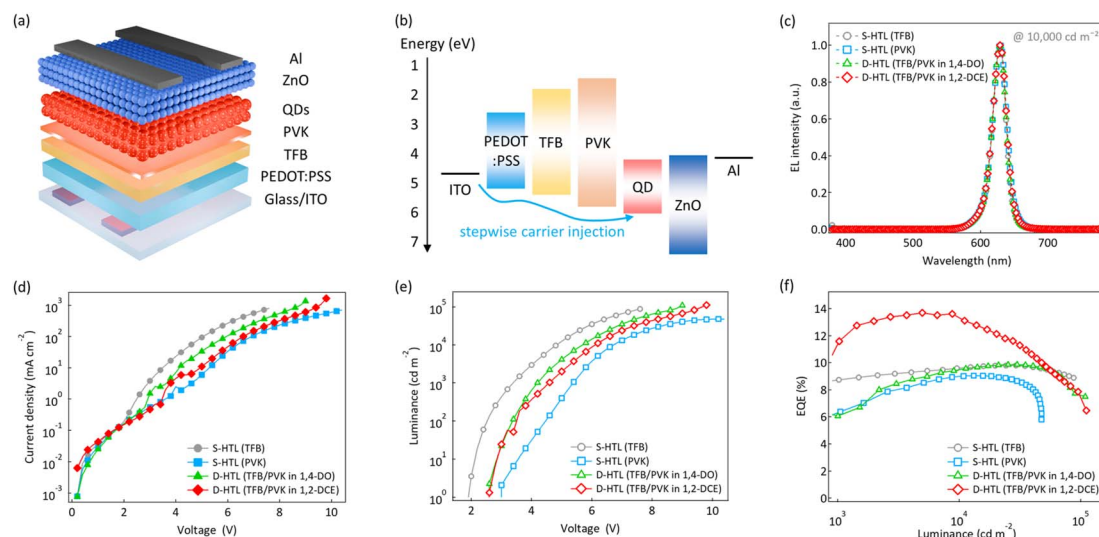 (a)
Al
ZnO
QDs
PVK
TFB
PEDOT:PSS
Glass/ITO
(b)
Energy (eV)
1
2
3
4
5
6
7
ITO
PEDOT
:PSS
TFB
PVK
QD
ZnO
Al
stepwise carrier injection
(c)
S-HTL (TFB)
S-HTL (PVK)
D-HTL (TFB/PVK in 1,4-DO)
D-HTL (TFB/PVK in 1,2-DCE)
@ 10,000 cd m⁻²
EL intensity (a.u.)
1.0
0.8
0.6
0.4
0.2
0.0
400 500 600 700
Wavelength (nm)
(d)
Current density (mA cm⁻²)
10³
10²
10¹
10⁰
10⁻¹
10⁻²
10⁻³
S-HTL (TFB)
S-HTL (PVK)
D-HTL (TFB/PVK in 1,4-DO)
D-HTL (TFB/PVK in 1,2-DCE)
0 2 4 6 8 10
Voltage (V)
(e)
Luminance (cd m⁻²)
10⁵
10⁴
10³
10²
10¹
10⁰
S-HTL (TFB)
S-HTL (PVK)
D-HTL (TFB/PVK in 1,4-DO)
D-HTL (TFB/PVK in 1,2-DCE)
2 4 6 8 10
Voltage (V)
(f)
EQE (%)
14
12
10
8
6
4
2
0
S-HTL (TFB)
S-HTL (PVK)
D-HTL (TFB/PVK in 1,4-DO)
D-HTL (TFB/PVK in 1,2-DCE)
10³ 10⁴ 10⁵
Luminance (cd m⁻²)